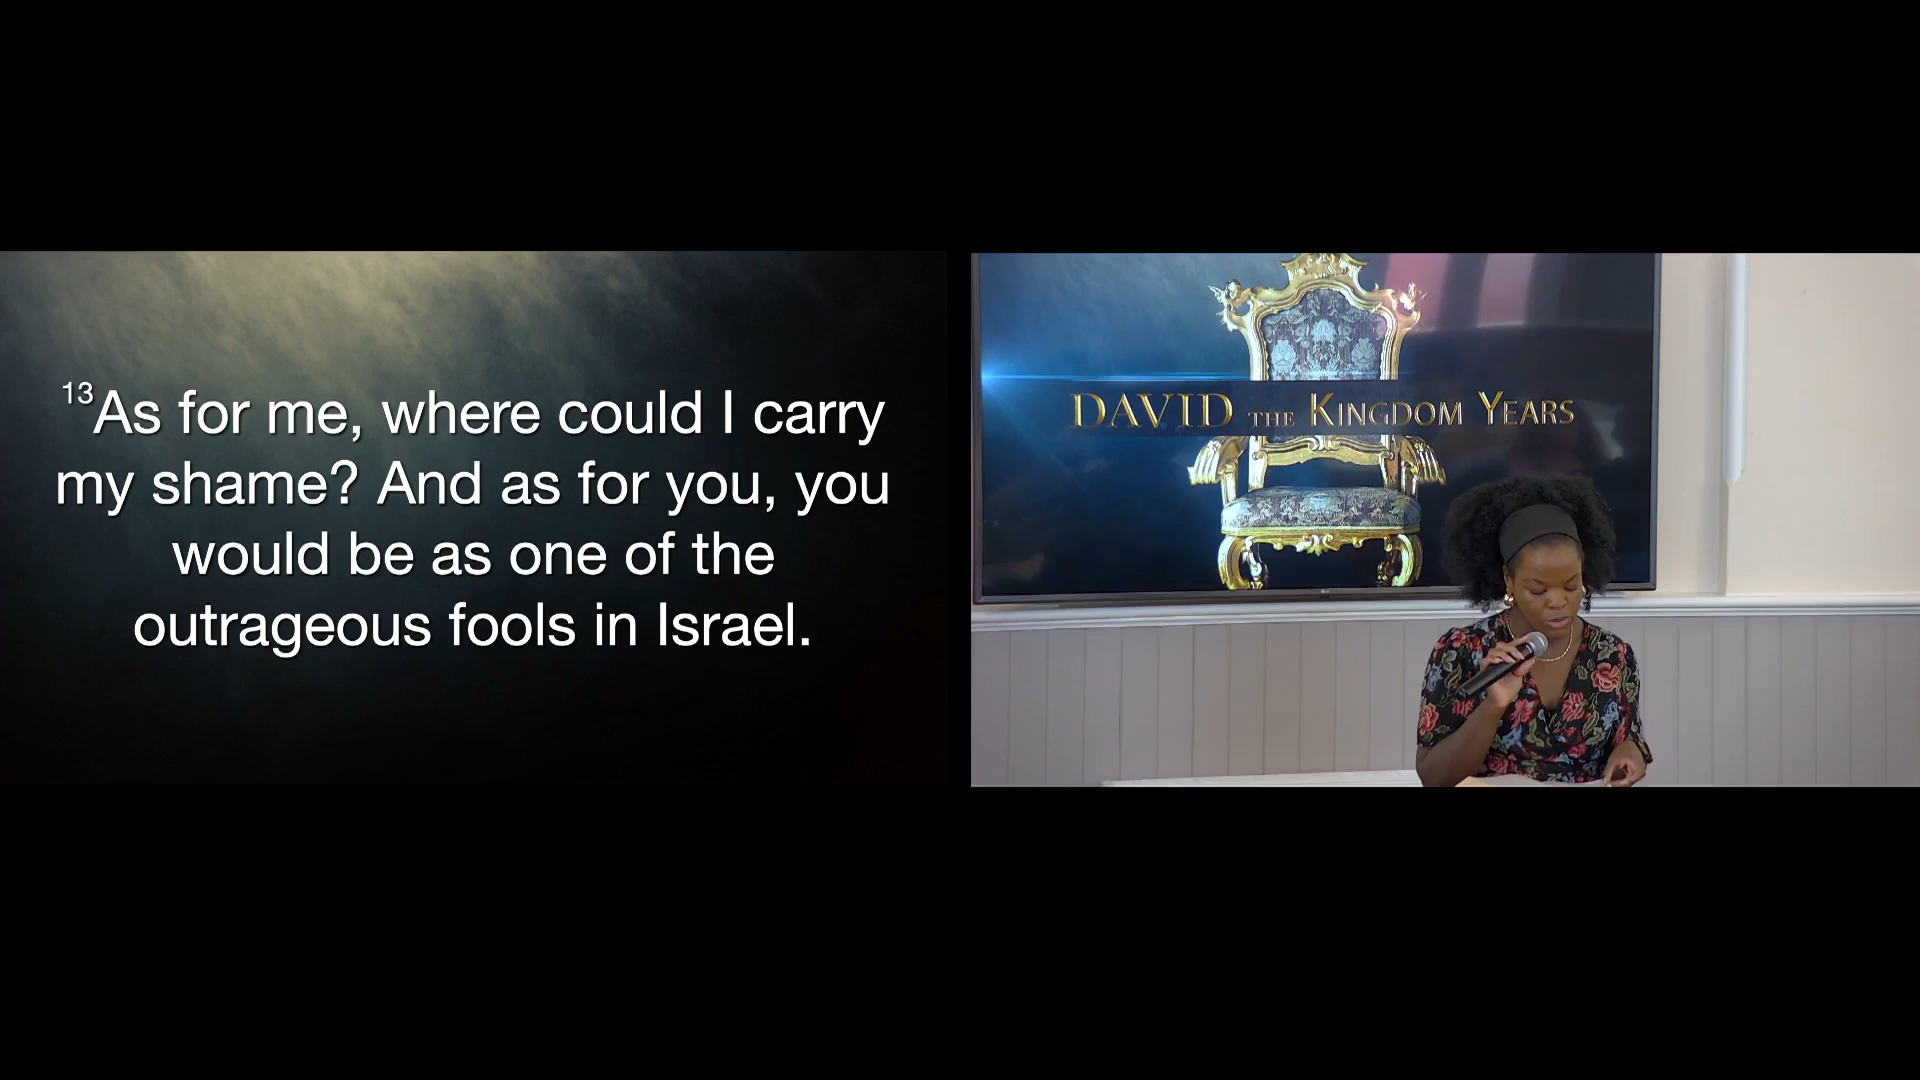 13As for me, where could I carry
my shame? And as for you, you
would be as one of the
outrageous fools in Israel.
DAVID THE KINGDOM YEARS